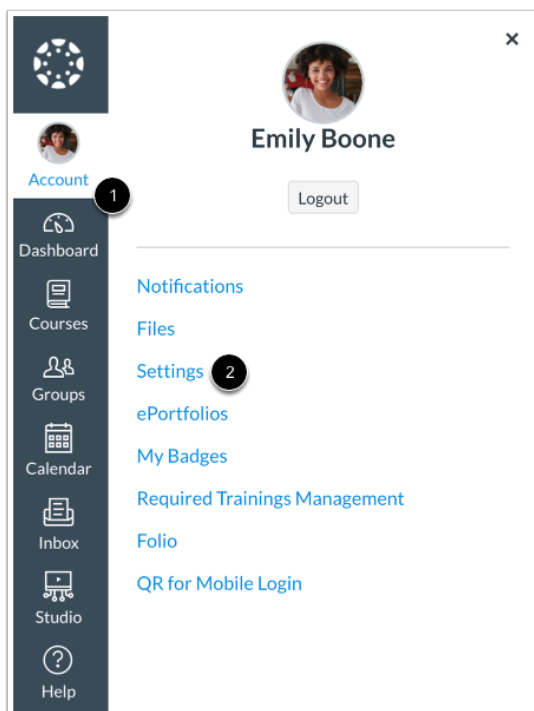 Account
1
Dashboard
Courses
Groups
Calendar
Inbox
Studio
Help
×
Emily Boone
Logout
Notifications
Files
Settings 2
ePortfolios
My Badges
Required Trainings Management
Folio
QR for Mobile Login